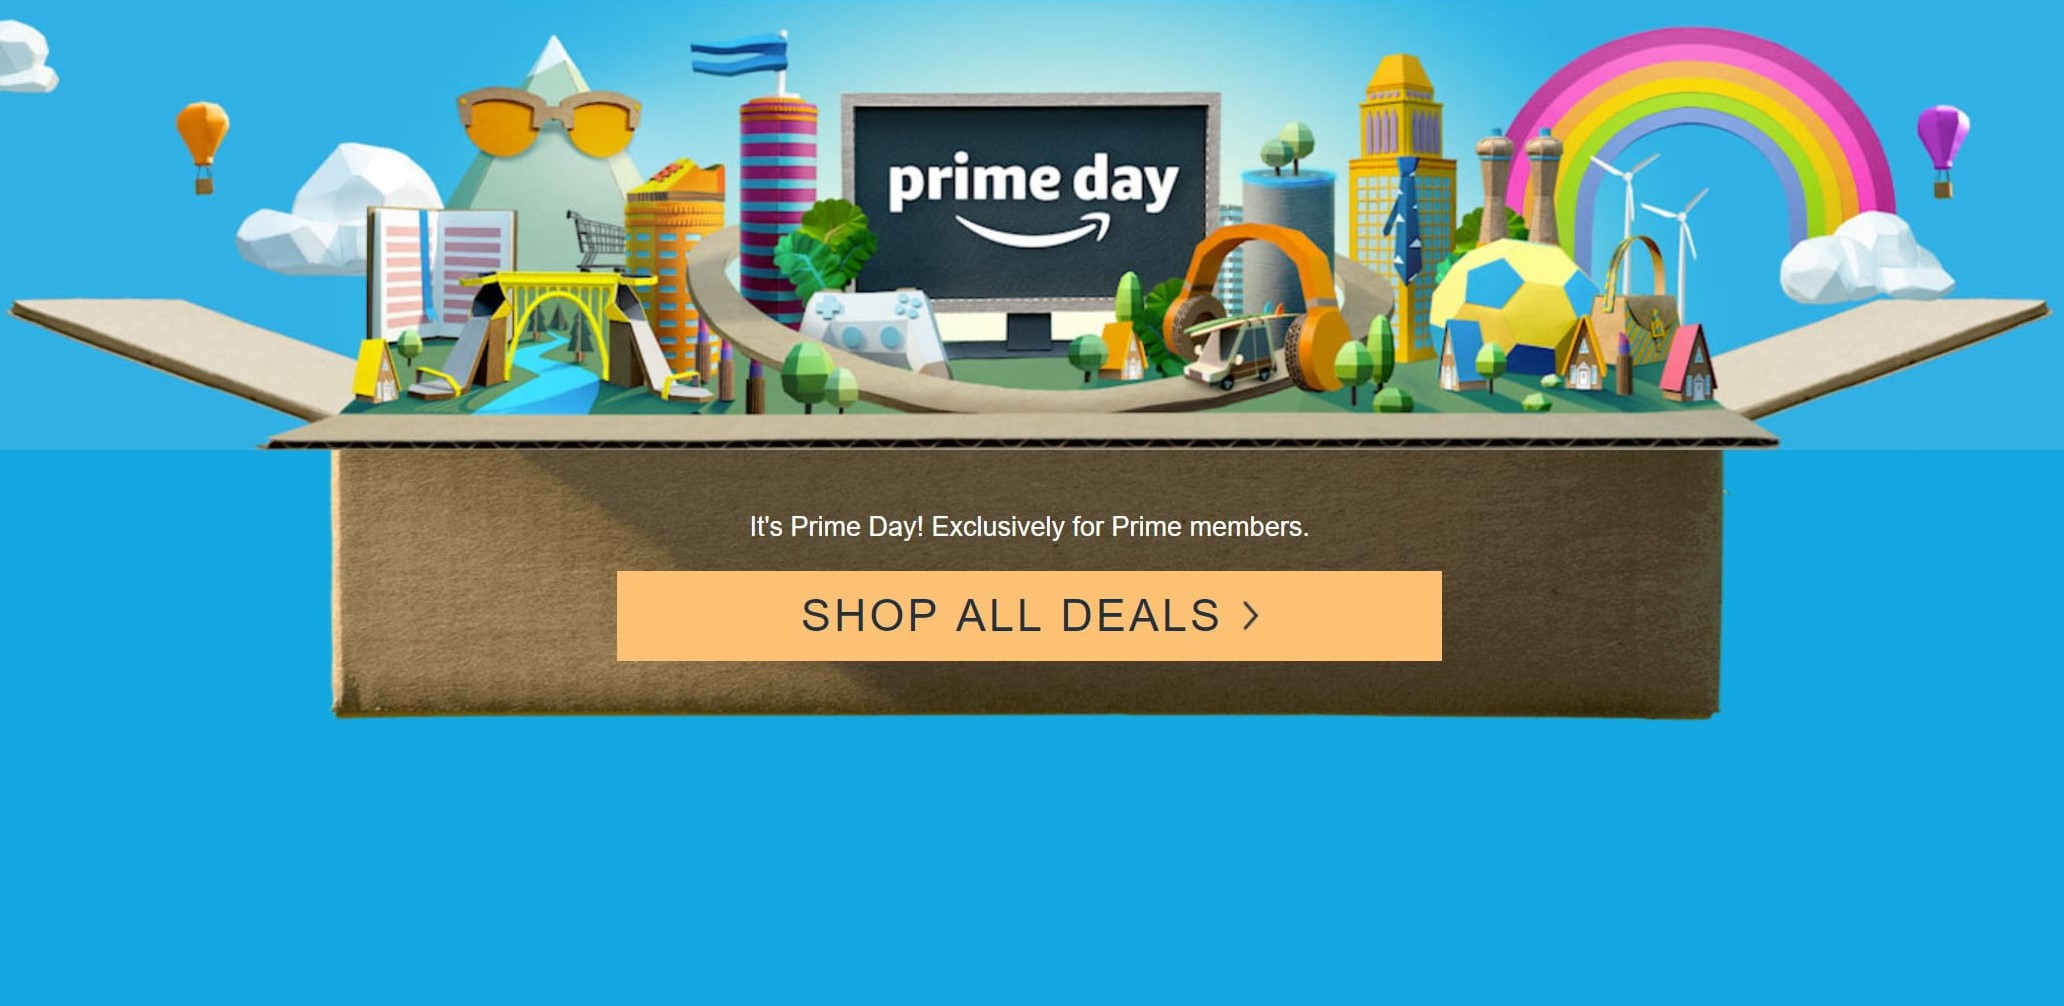 prime day
It's Prime Day! Exclusively for Prime members.
SHOP ALL DEALS >